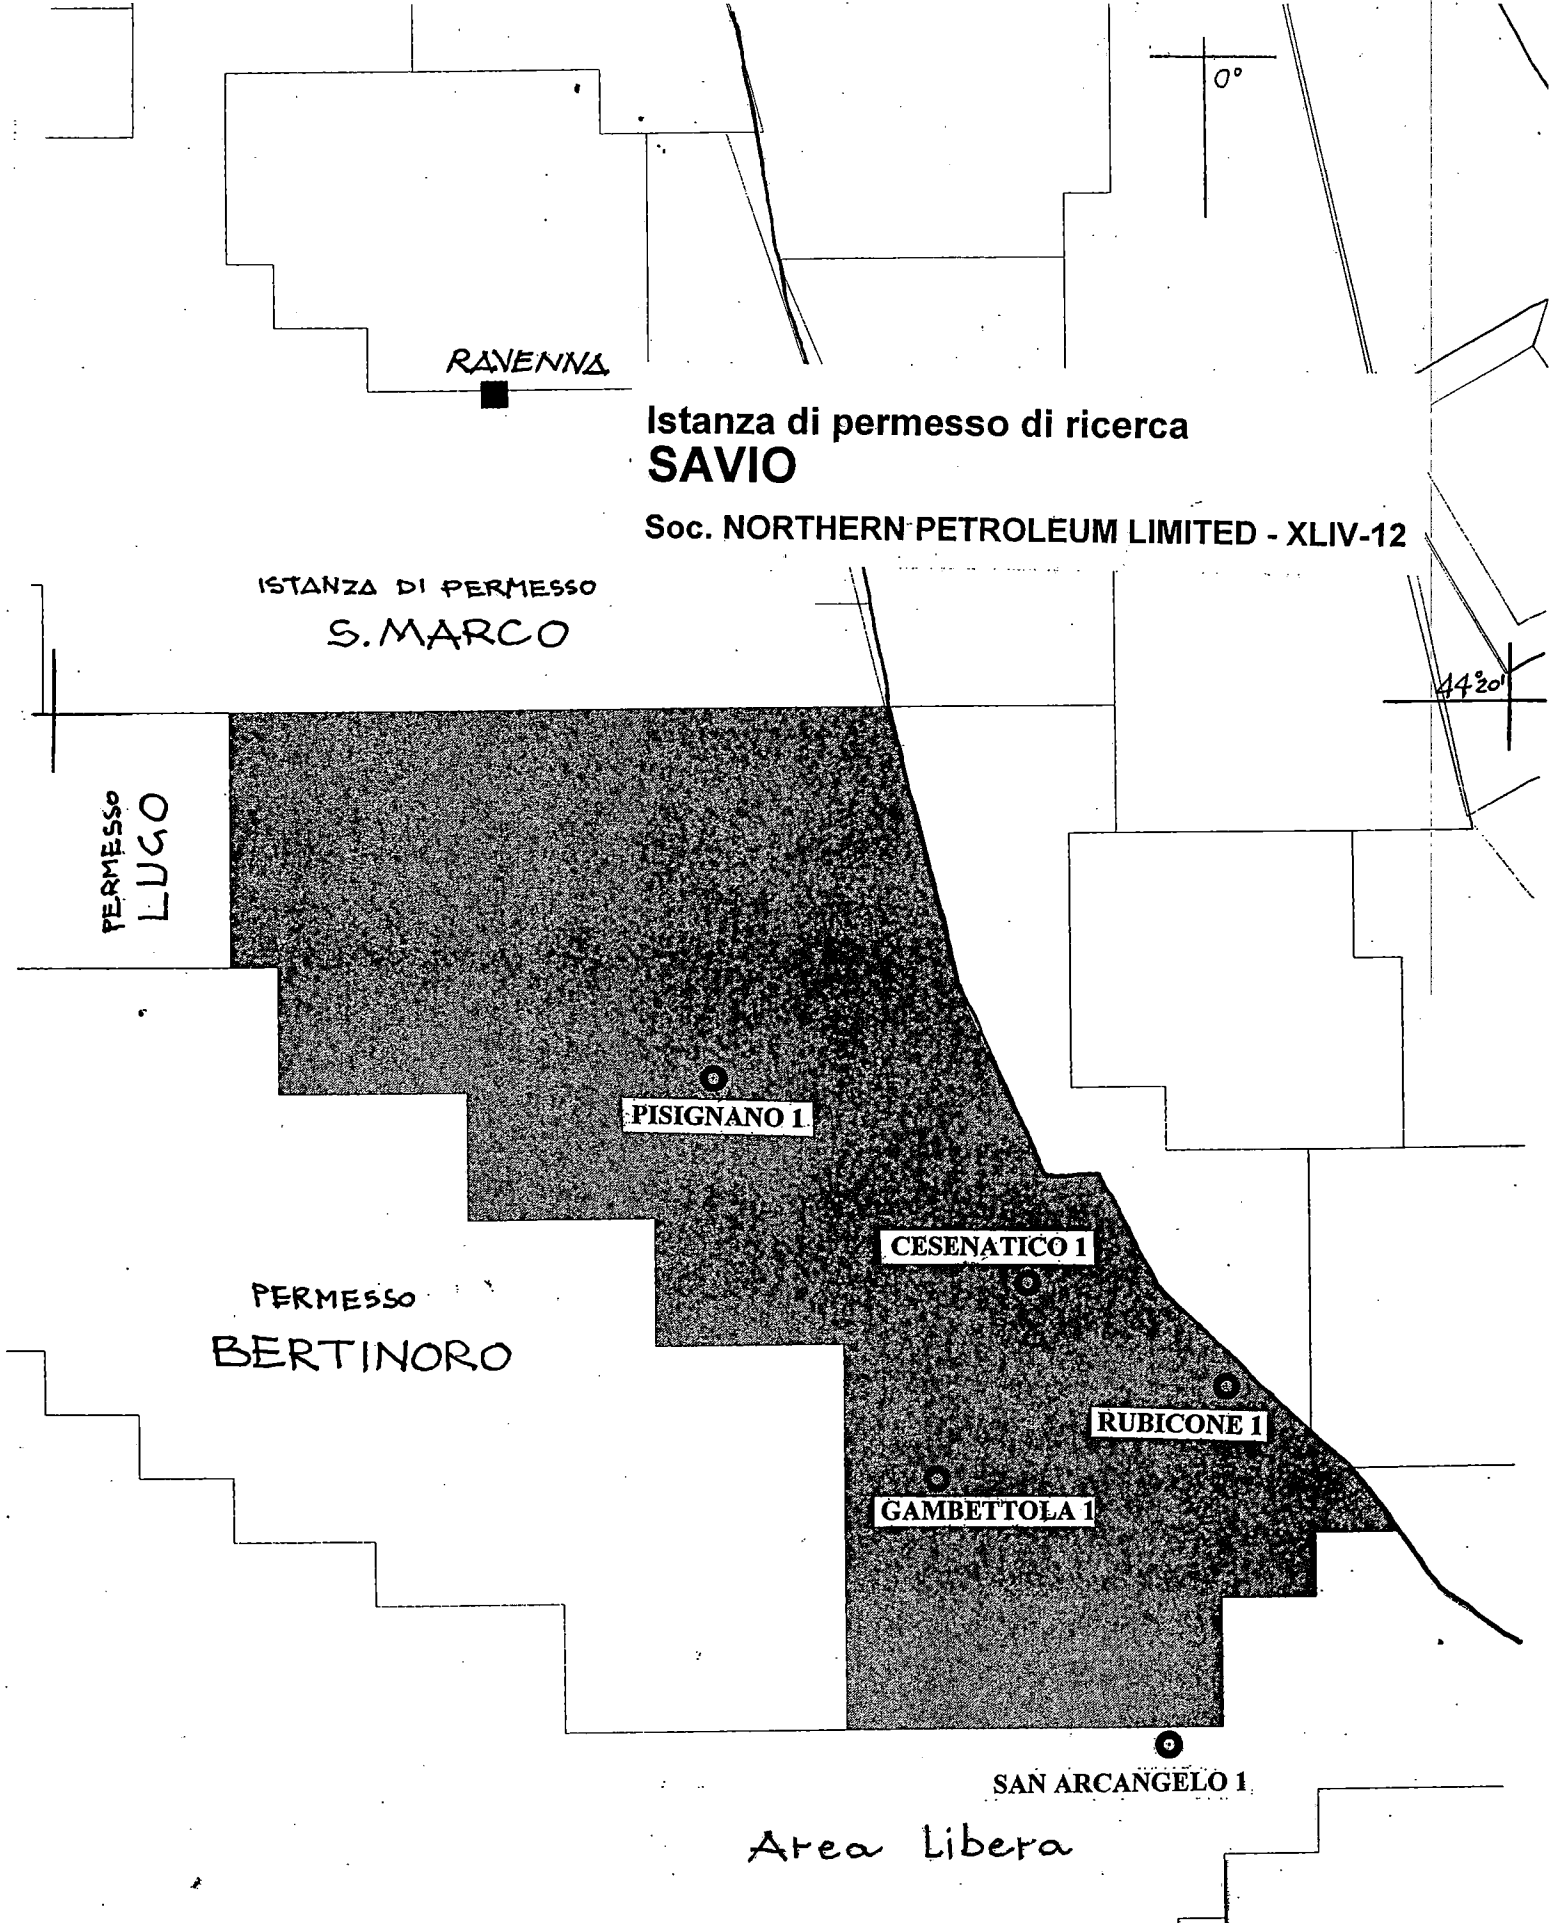 0°
RAVENNA
Istanza di permesso di ricerca
SAVIO
Soc. NORTHERN PETROLEUM LIMITED - XLIV-12
ISTANZA DI PERMESSO
S. MARCO
44°20'
PERMESSO
LUGO
PISIGNANO 1
CESENATICO 1
PERMESSO
BERTINORO
RUBICONE 1
GAMBETTOLA 1
SAN ARCANGELO 1
Area Libera